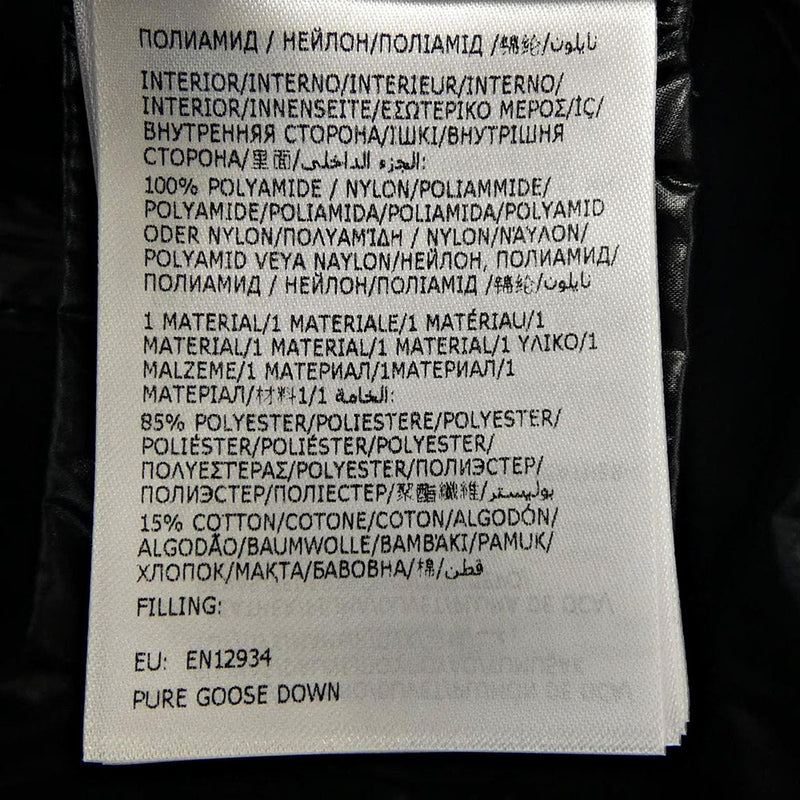 ПОЛИАМИД / НЕЙЛОН/ПОЛІАМІД /錦綸/نايلون
INTERIOR/INTERNO/INTERIEUR/INTERNO/
INTERIOR/INNENSEITE/ΕΣΩΤΕΡΙΚΟ ΜΕΡΟΣ/İÇ/
ВНУТРЕННЯЯ СТОРОНА/ІШКІ/ВНУТРІШНЯ
СТОРОНА/里面/الجزء الداخلي:
100% POLYAMIDE / NYLON/POLIAMMIDE/
POLYAMIDE/POLIAMIDA/POLIAMIDA/POLYAMID
ODER NYLON/ΠΟΛΥΑΜΊΔΗ / NYLON/ΝΆΥΛΟΝ/
POLYAMID VEYA NAYLON/НЕЙЛОН, ПОЛИАМИД/
ПОЛИАМИД / НЕЙЛОН/ПОЛІАМІД /錦綸/نايلون
1 MATERIAL/1 MATERIALE/1 MATÉRIAU/1
MATERIAL/1 MATERIAL/1 MATERIAL/1 ΥΛΙΚΟ/1
MALZEME/1 МАТЕРИАЛ/1МАТЕРИАЛ/1
МАТЕРІАЛ/材料1/1 الخامة:
85% POLYESTER/POLIESTERE/POLYESTER/
POLIÉSTER/POLIÉSTER/POLYESTER/
ΠΟΛΥΕΣΤΕΡΑΣ/POLYESTER/ПОЛИЭСТЕР/
ПОЛИЭСТЕР/ПОЛІЕСТЕР/聚酯纖維/بوليستر
15% COTTON/COTONE/COTON/ALGODÓN/
ALGODÃO/BAUMWOLLE/ΒΑΜΒΆΚΙ/PAMUK/
ХЛОПОК/МАҚТА/БАВОВНА/棉/قطن
FILLING:
EU: EN12934
PURE GOOSE DOWN